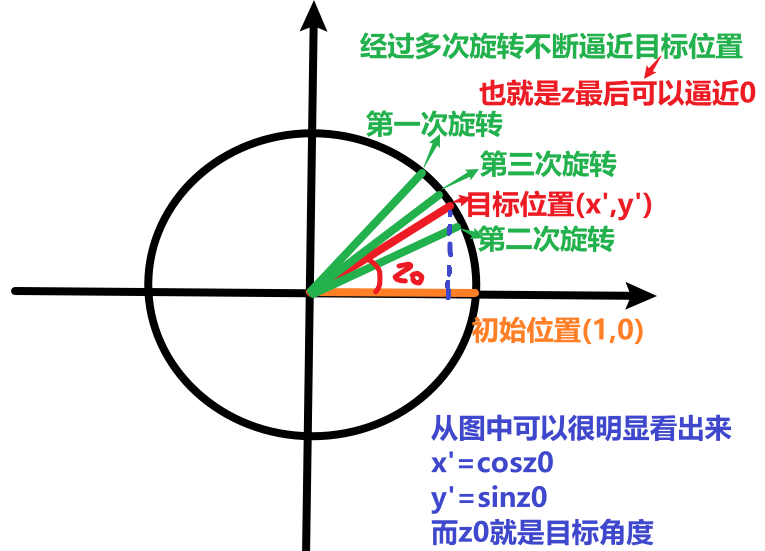 经过多次旋转不断逼近目标位置
也就是z最后可以逼近0
第一次旋转
第三次旋转
目标位置(x',y')
第二次旋转
z0
初始位置(1,0)
从图中可以很明显看出来
x'=cosz0
y'=sinz0
而z0就是目标角度